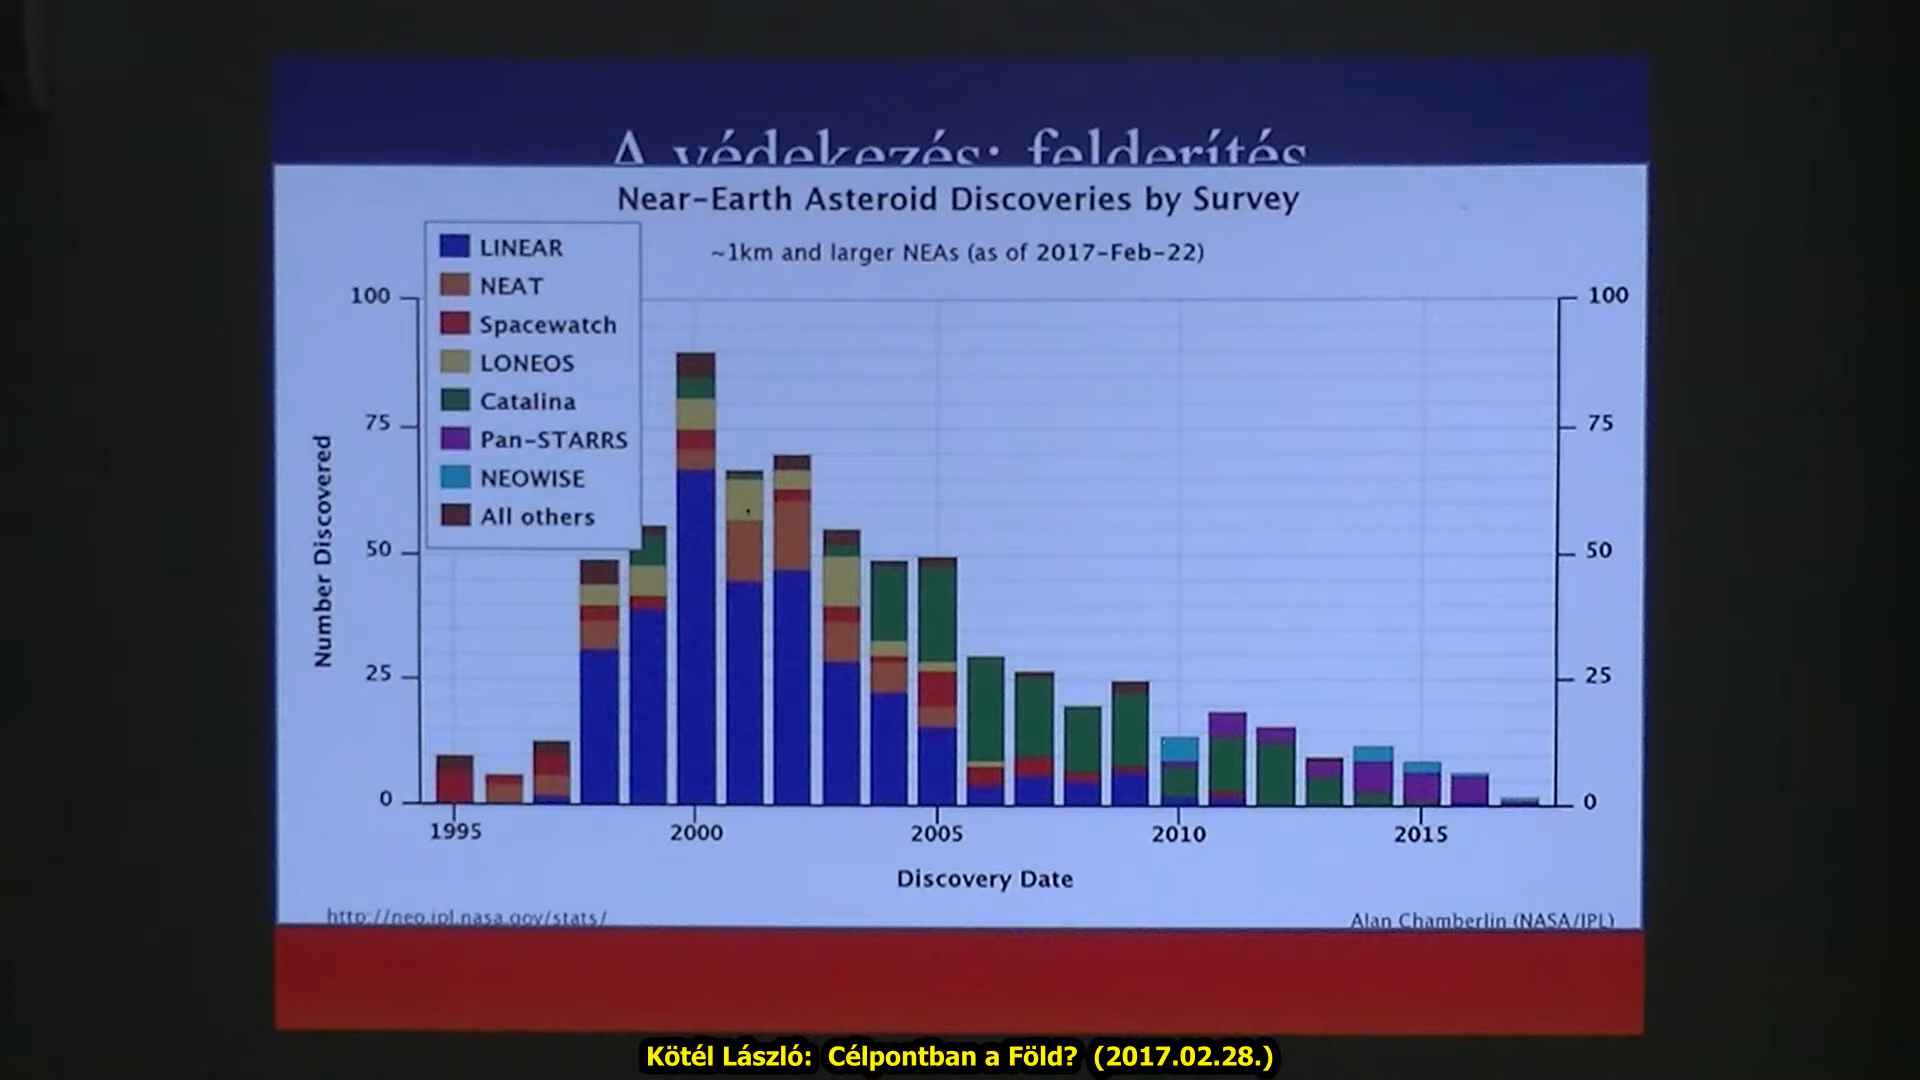 A védekezés: felderítés
Near-Earth Asteroid Discoveries by Survey
~1km and larger NEAs (as of 2017-Feb-22)
LINEAR
NEAT
Spacewatch
LONEOS
Catalina
Pan-STARRS
NEOWISE
All others
100
75
50
25
0
Number Discovered
100
75
50
25
0
1995
2000
2005
2010
2015
Discovery Date
http://neo.jpl.nasa.gov/stats/
Alan Chamberlin (NASA/JPL)
Kötél László: Célpontban a Föld? (2017.02.28.)